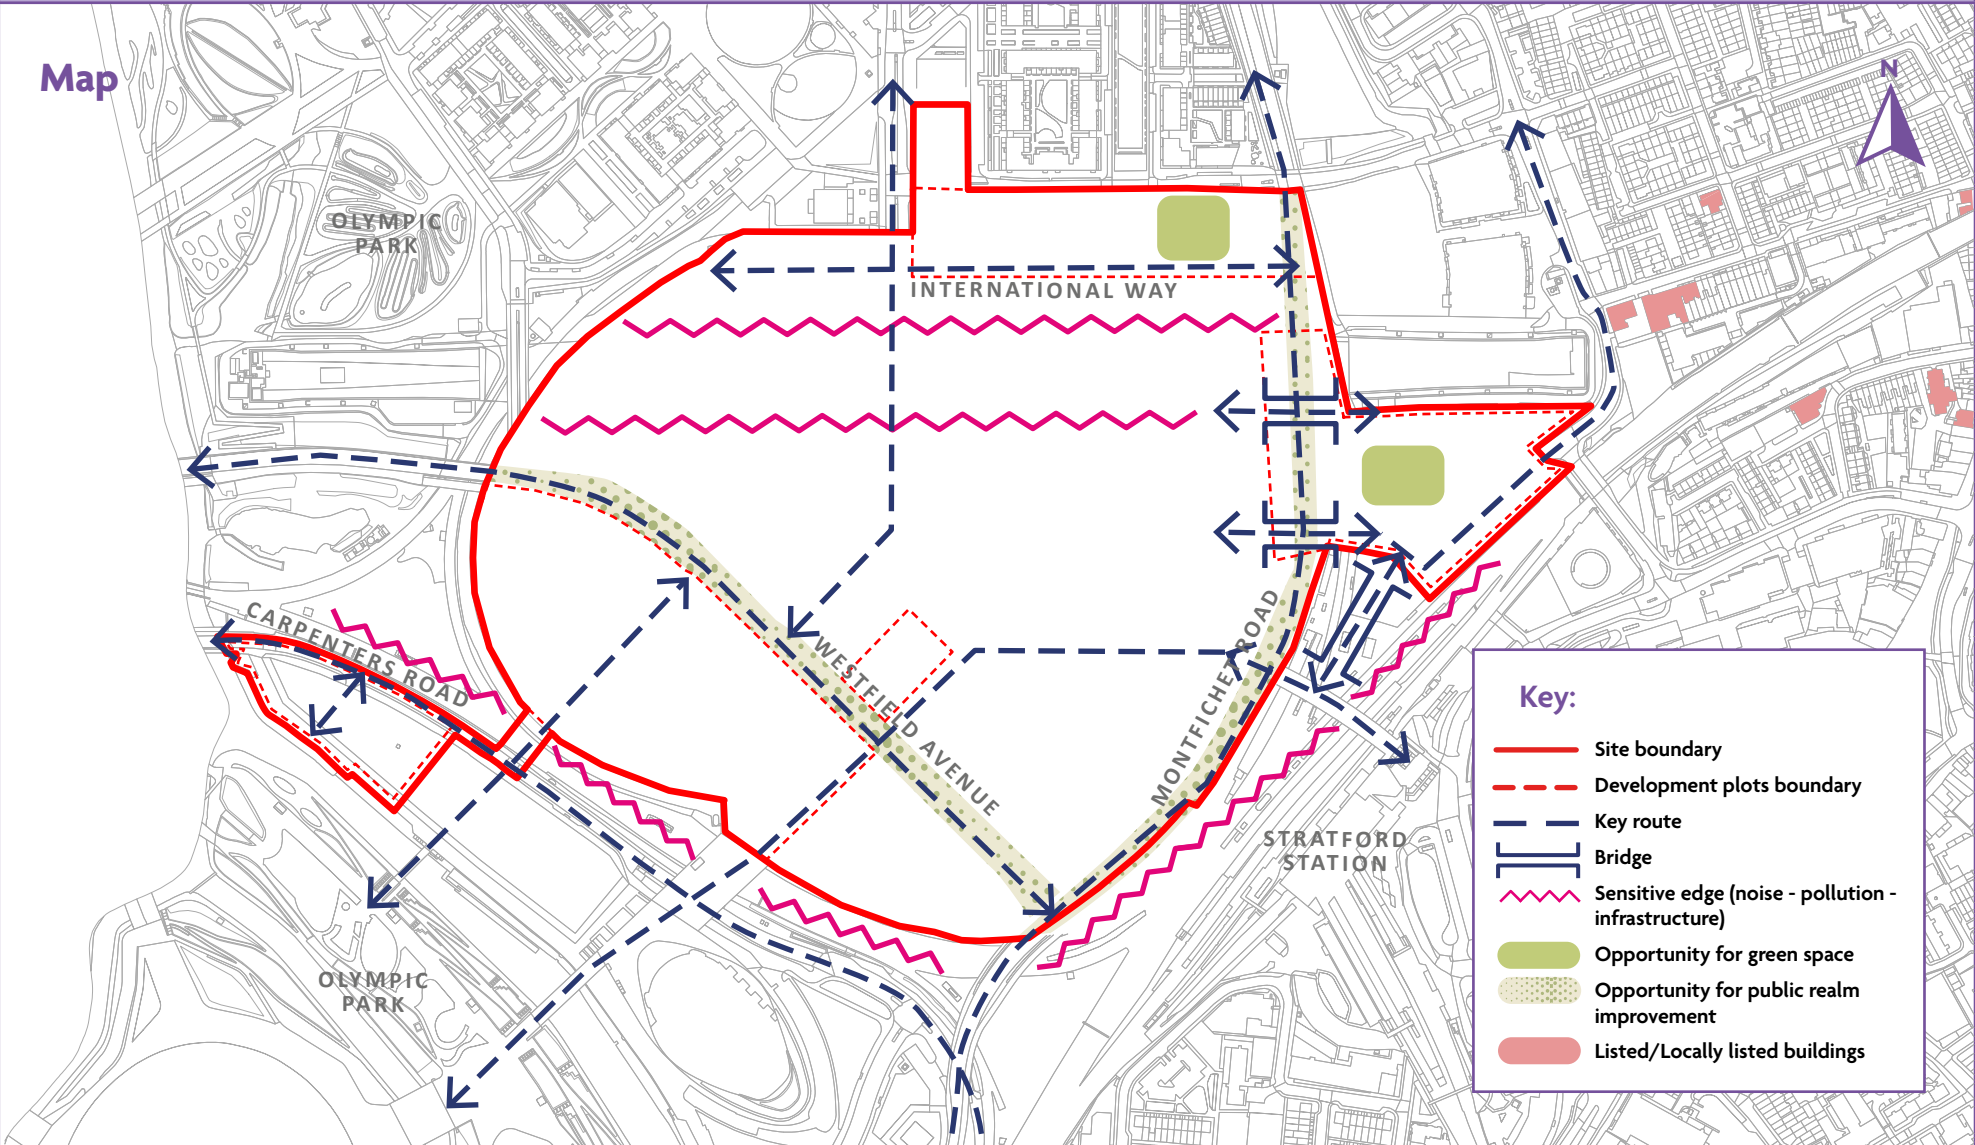 Map
N
OLYMPIC
PARK
INTERNATIONAL WAY
CARPENTERS ROAD
WESTFIELD AVENUE
MONTFICHET ROAD
STRATFORD
STATION
OLYMPIC
PARK
Key:
Site boundary
Development plots boundary
Key route
Bridge
Sensitive edge (noise - pollution -
infrastructure)
Opportunity for green space
Opportunity for public realm
improvement
Listed/Locally listed buildings